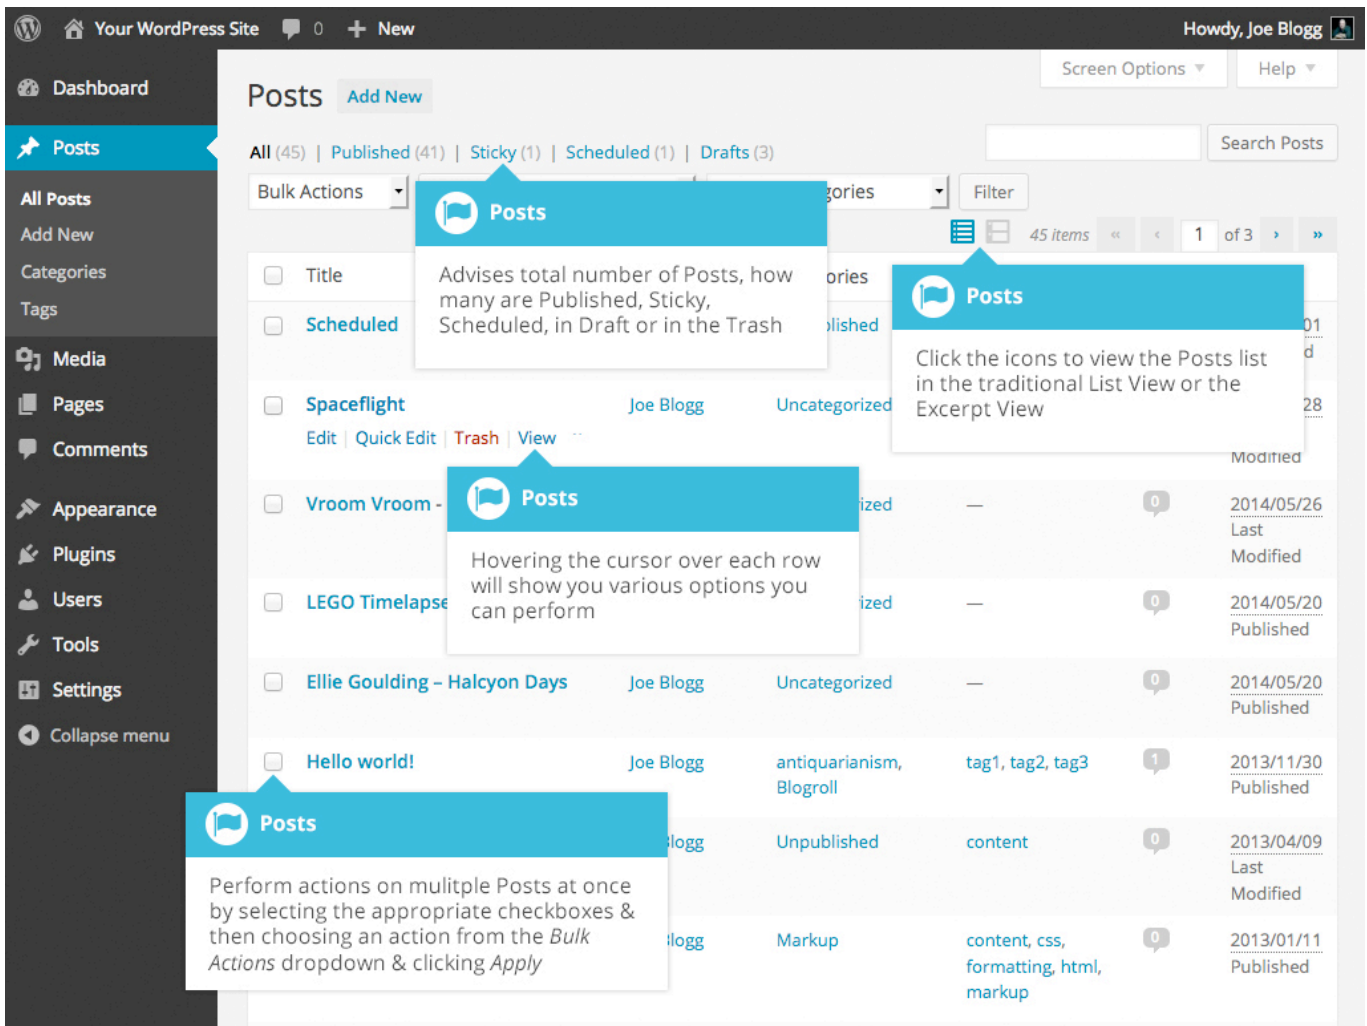 Your WordPress Site 0 + New Howdy, Joe Blogg
Dashboard
Posts
All Posts
Add New
Categories
Tags
Media
Pages
Comments
Appearance
Plugins
Users
Tools
Settings
Collapse menu
Screen Options Help
Posts Add New
All (45) | Published (41) | Sticky (1) | Scheduled (1) | Drafts (3) Search Posts
Bulk Actions Filter
45 items « ‹ 1 of 3 › »
Posts
Advises total number of Posts, how
many are Published, Sticky,
Scheduled, in Draft or in the Trash
Posts
Click the icons to view the Posts list
in the traditional List View or the
Excerpt View
Title
Scheduled
Spaceflight Joe Blogg Uncategorized 28
Edit | Quick Edit | Trash | View
Modified
Posts
Hovering the cursor over each row
will show you various options you
can perform
Vroom Vroom - — 0 2014/05/26
Last
Modified
LEGO Timelapse — 0 2014/05/20
Published
Ellie Goulding – Halcyon Days Joe Blogg Uncategorized — 0 2014/05/20
Published
Hello world! Joe Blogg antiquarianism, tag1, tag2, tag3 1 2013/11/30
Blogroll Published
Posts
Perform actions on mulitple Posts at once
by selecting the appropriate checkboxes &
then choosing an action from the Bulk
Actions dropdown & clicking Apply
Blogg Unpublished content 0 2013/04/09
Last
Modified
Blogg Markup content, css, 0 2013/01/11
formatting, html, Published
markup